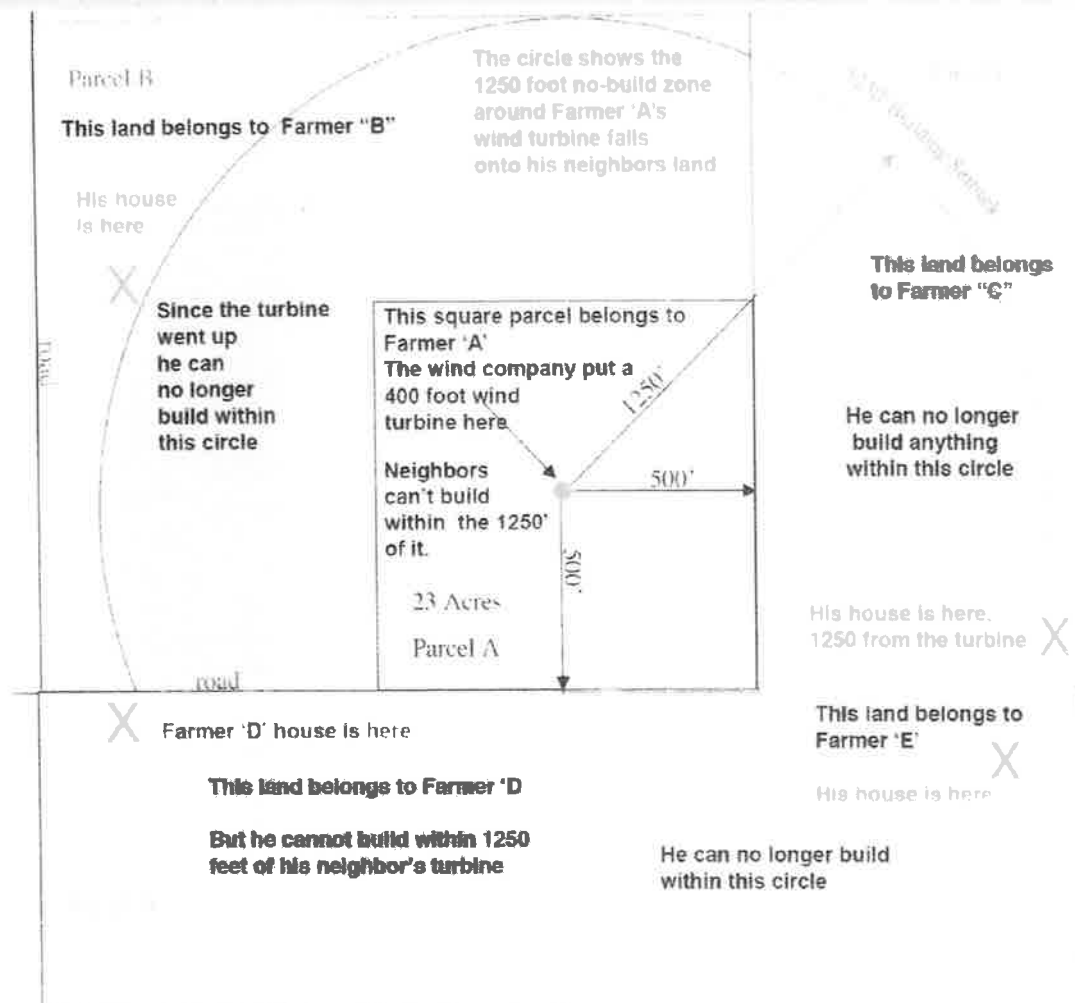 Parcel B
This land belongs to Farmer “B”
The circle shows the
1250 foot no-build zone
around Farmer ‘A’s
wind turbine falls
onto his neighbors land
His house
is here
X
Since the turbine
went up
he can
no longer
build within
this circle
road
This square parcel belongs to
Farmer ‘A’
The wind company put a
400 foot wind
turbine here
Neighbors
can't build
within the 1250'
of it.
23 Acres
Parcel A
1250'
500'
500'
Building Setback
This land belongs
to Farmer “C”
He can no longer
build anything
within this circle
His house is here.
1250 from the turbine X
road
X Farmer ‘D’ house is here
This land belongs to Farmer ‘D
But he cannot build within 1250
feet of his neighbor's turbine
This land belongs to
Farmer ‘E’
X
His house is here
He can no longer build
within this circle